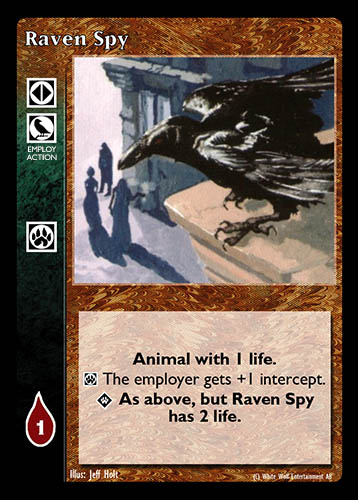 Raven Spy
EMPLOY
ACTION
Animal with 1 life.
The employer gets +1 intercept.
As above, but Raven Spy
has 2 life.
1
Illus: Jeff Holt
(C) White Wolf Entertainment AB